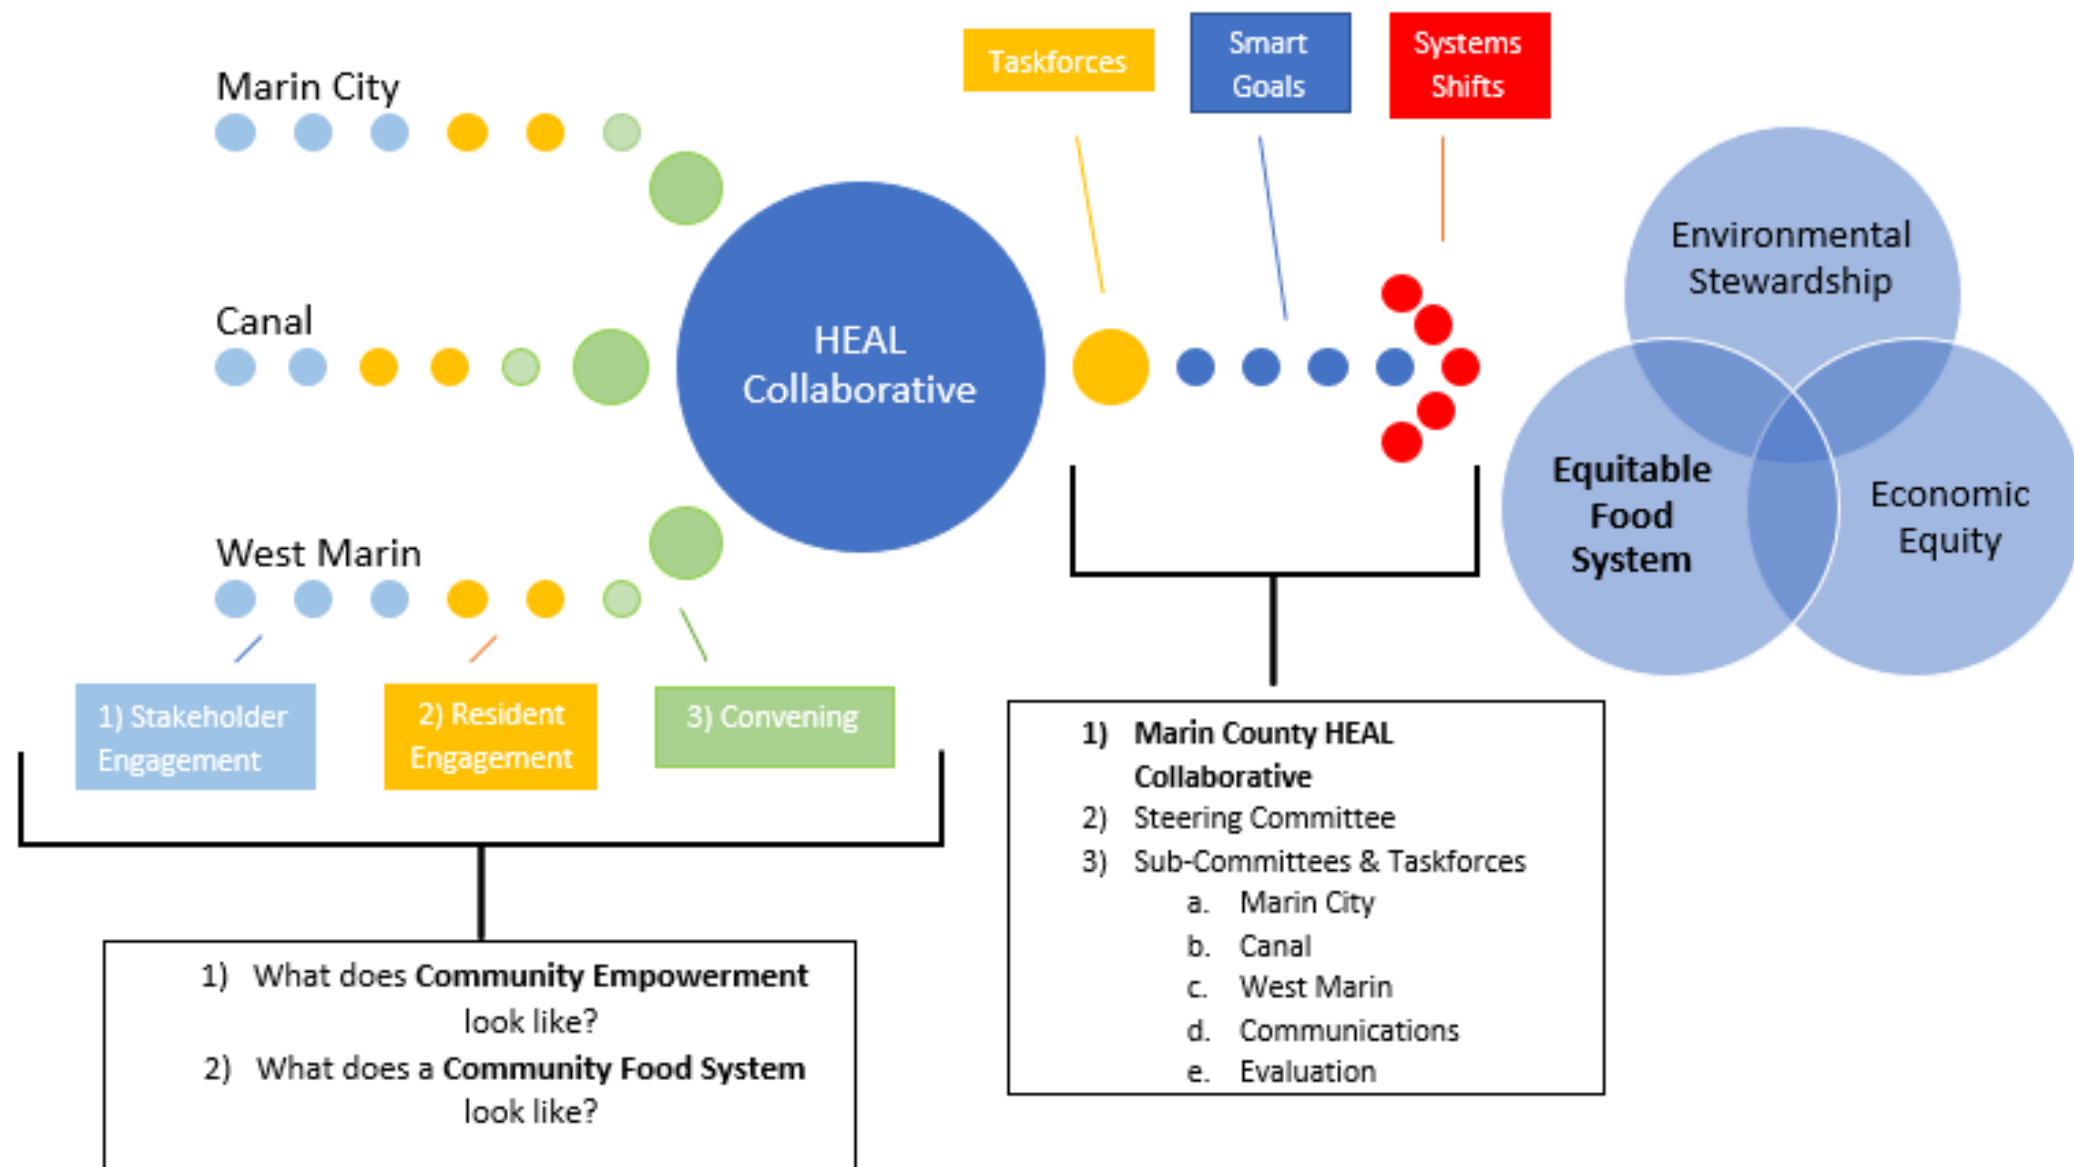 Marin City
Canal
West Marin
1) Stakeholder
Engagement
2) Resident
Engagement
3) Convening
1) What does Community Empowerment
look like?
2) What does a Community Food System
look like?
HEAL
Collaborative
Taskforces
Smart
Goals
Systems
Shifts
1) Marin County HEAL
Collaborative
2) Steering Committee
3) Sub-Committees & Taskforces
a. Marin City
b. Canal
c. West Marin
d. Communications
e. Evaluation
Environmental
Stewardship
Equitable
Food
System
Economic
Equity